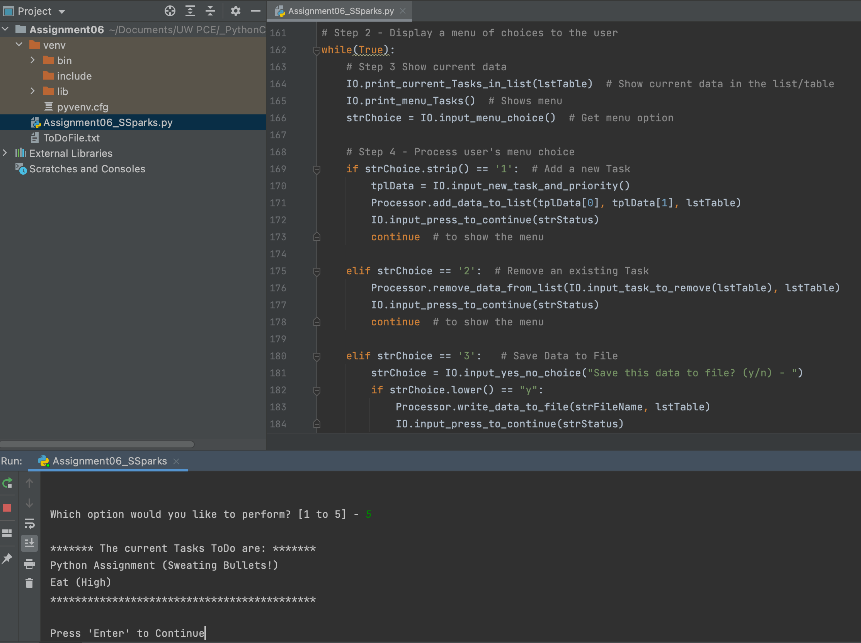 Project
Assignment06 ~/Documents/UW PCE/_PythonC
venv
bin
include
lib
pyvenv.cfg
Assignment06_SSparks.py
ToDoFile.txt
External Libraries
Scratches and Consoles
Assignment06_SSparks.py
161 # Step 2 - Display a menu of choices to the user
162 while(True):
163 # Step 3 Show current data
164 IO.print_current_Tasks_in_list(lstTable)  # Show current data in the list/table
165 IO.print_menu_Tasks()  # Shows menu
166 strChoice = IO.input_menu_choice()  # Get menu option
167
168 # Step 4 - Process user's menu choice
169 if strChoice.strip() == '1':  # Add a new Task
170 tplData = IO.input_new_task_and_priority()
171 Processor.add_data_to_list(tplData[0], tplData[1], lstTable)
172 IO.input_press_to_continue(strStatus)
173 continue  # to show the menu
174
175 elif strChoice == '2':  # Remove an existing Task
176 Processor.remove_data_from_list(IO.input_task_to_remove(lstTable), lstTable)
177 IO.input_press_to_continue(strStatus)
178 continue  # to show the menu
179
180 elif strChoice == '3':   # Save Data to File
181 strChoice = IO.input_yes_no_choice("Save this data to file? (y/n) - ")
182 if strChoice.lower() == "y":
183 Processor.write_data_to_file(strFileName, lstTable)
184 IO.input_press_to_continue(strStatus)
Run: Assignment06_SSparks
Which option would you like to perform? [1 to 5] - 5
******* The current Tasks ToDo are: *******
Python Assignment (Sweating Bullets!)
Eat (High)
*******************************************
Press 'Enter' to Continue